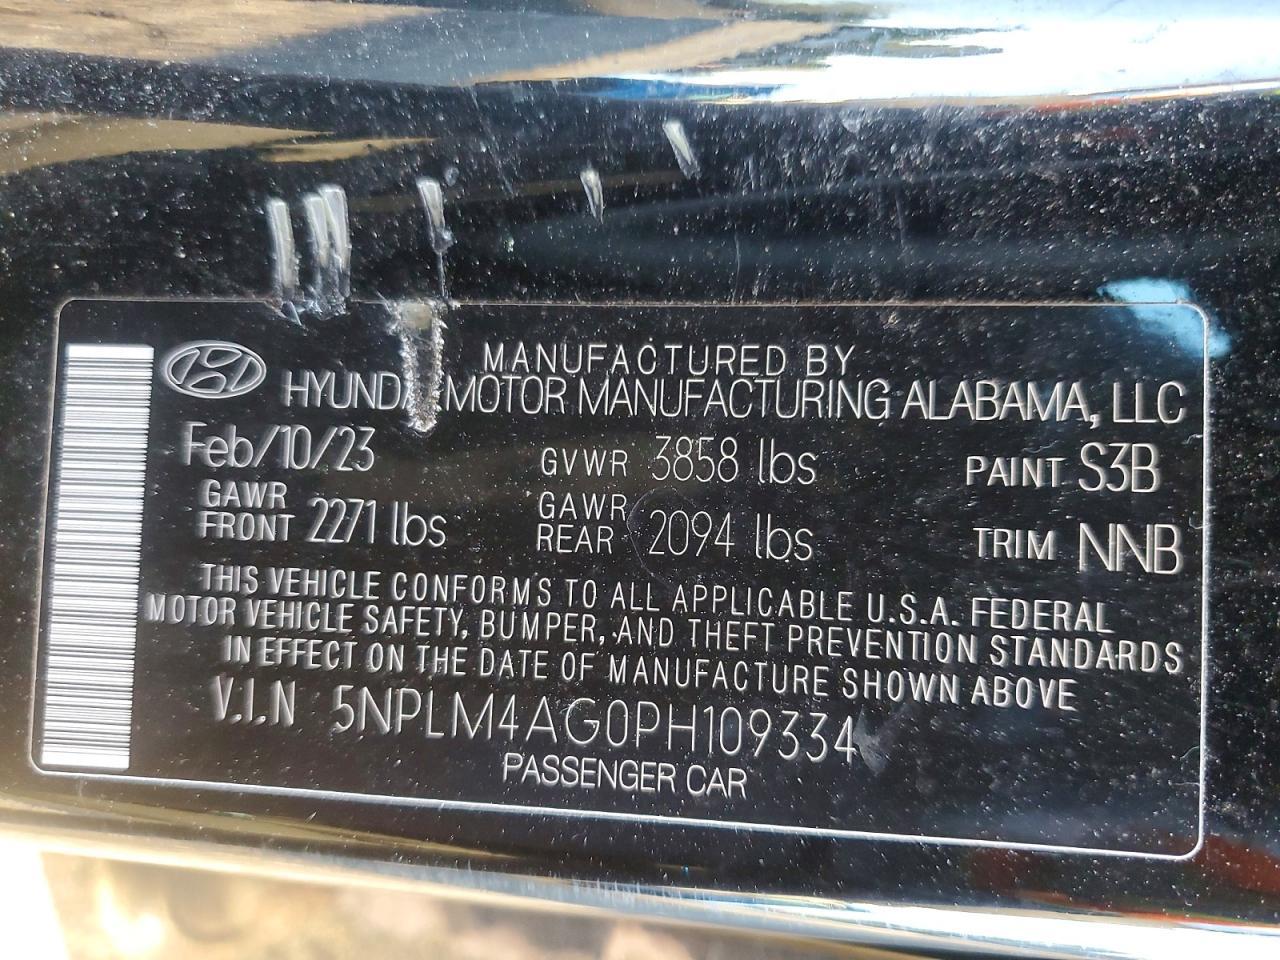 MANUFACTURED BY
HYUNDAI MOTOR MANUFACTURING ALABAMA, LLC
Feb/10/23 GVWR 3858 lbs PAINT S3B
GAWR FRONT 2271 lbs GAWR REAR 2094 lbs TRIM NNB
THIS VEHICLE CONFORMS TO ALL APPLICABLE U.S.A. FEDERAL
MOTOR VEHICLE SAFETY, BUMPER, AND THEFT PREVENTION STANDARDS
IN EFFECT ON THE DATE OF MANUFACTURE SHOWN ABOVE
V.I.N 5NPLM4AG0PH109334
PASSENGER CAR